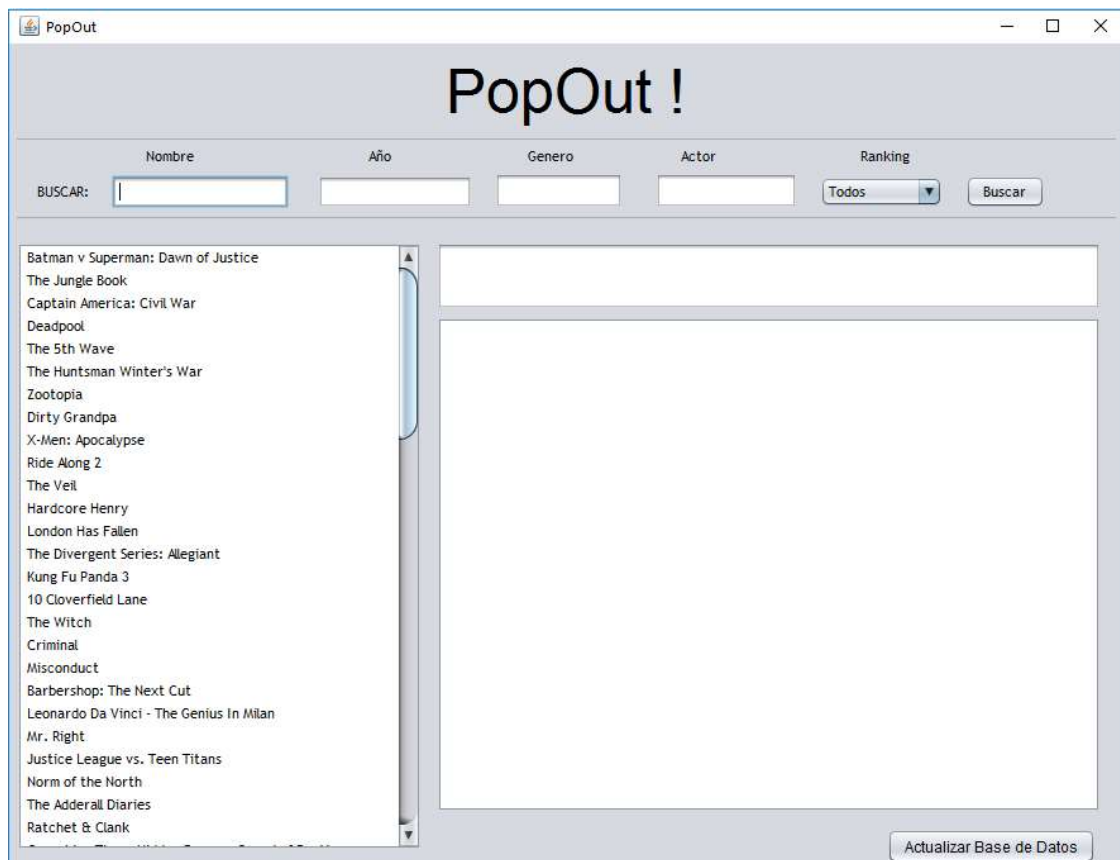 PopOut
PopOut !
Nombre Año Genero Actor Ranking
BUSCAR: Todos Buscar
Batman v Superman: Dawn of Justice
The Jungle Book
Captain America: Civil War
Deadpool
The 5th Wave
The Huntsman Winter's War
Zootopia
Dirty Grandpa
X-Men: Apocalypse
Ride Along 2
The Veil
Hardcore Henry
London Has Fallen
The Divergent Series: Allegiant
Kung Fu Panda 3
10 Cloverfield Lane
The Witch
Criminal
Misconduct
Barbershop: The Next Cut
Leonardo Da Vinci - The Genius In Milan
Mr. Right
Justice League vs. Teen Titans
Norm of the North
The Adderall Diaries
Ratchet & Clank
Actualizar Base de Datos